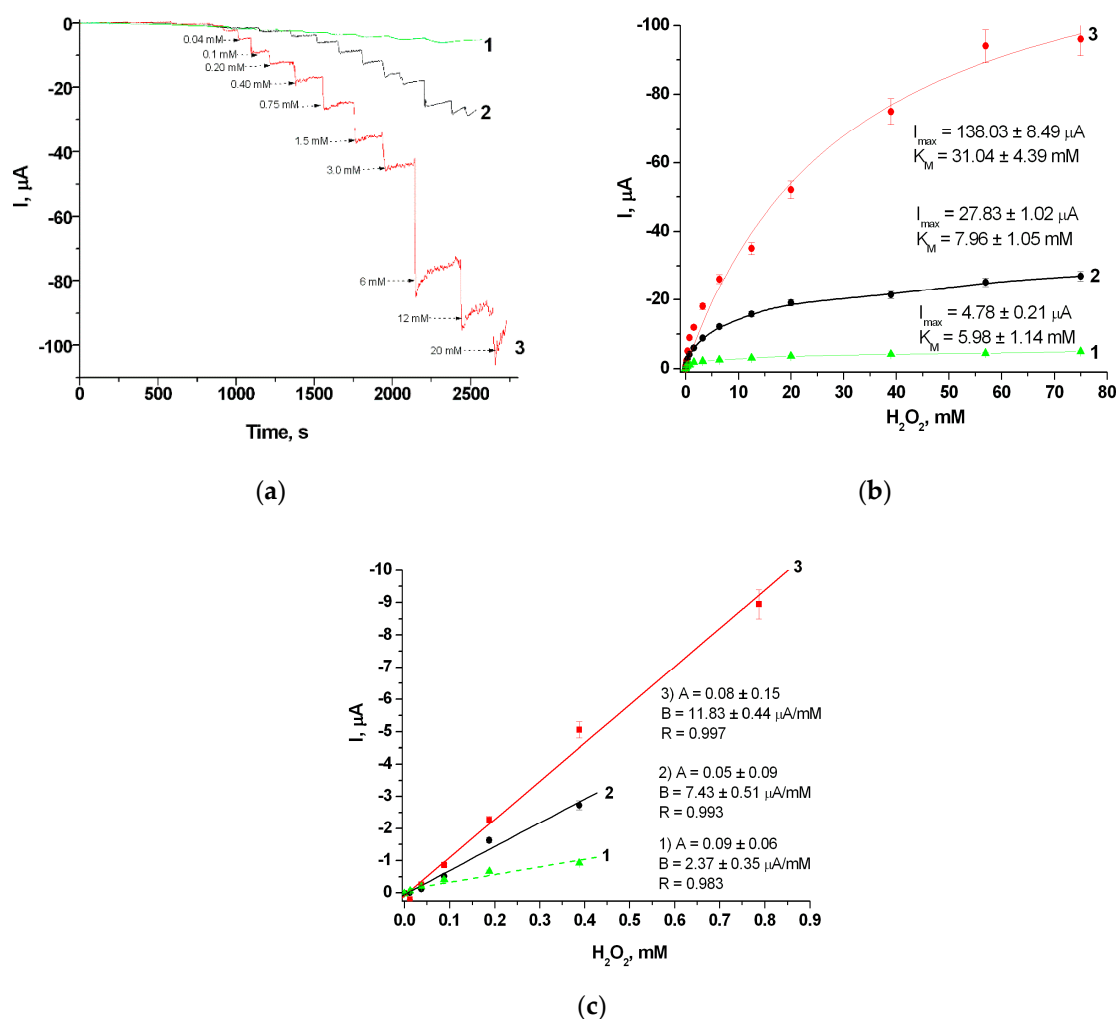 0
-20
-40
-60
-80
-100
I, µA
0.04 mM
0.1 mM
0.20 mM
0.40 mM
0.75 mM
1.5 mM
3.0 mM
6 mM
12 mM
20 mM
1
2
3
0 500 1000 1500 2000 2500
Time, s
(a)
-100
-80
-60
-40
-20
0
I, µA
3
I_max = 138.03 ± 8.49 µA
K_M = 31.04 ± 4.39 mM
I_max = 27.83 ± 1.02 µA
K_M = 7.96 ± 1.05 mM
2
I_max = 4.78 ± 0.21 µA
K_M = 5.98 ± 1.14 mM
1
0 10 20 30 40 50 60 70 80
H₂O₂, mM
(b)
-10
-9
-8
-7
-6
-5
-4
-3
-2
-1
0
I, µA
3
3) A = 0.08 ± 0.15
B = 11.83 ± 0.44 µA/mM
R = 0.997
2
2) A = 0.05 ± 0.09
B = 7.43 ± 0.51 µA/mM
R = 0.993
1
1) A = 0.09 ± 0.06
B = 2.37 ± 0.35 µA/mM
R = 0.983
0.0 0.1 0.2 0.3 0.4 0.5 0.6 0.7 0.8 0.9
H₂O₂, mM
(c)